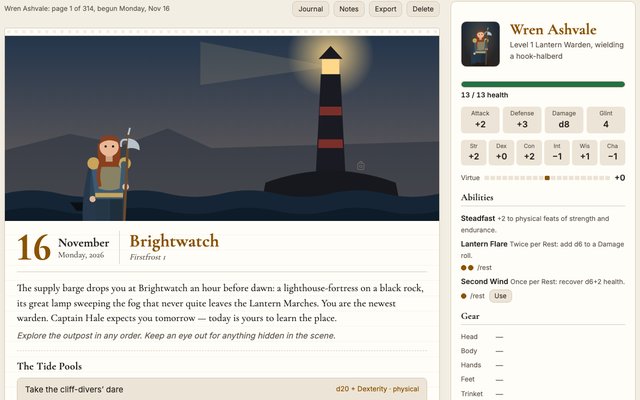 Wren Ashvale: page 1 of 314, begun Monday, Nov 16
Journal
Notes
Export
Delete
16
November
Monday, 2026
Brightwatch
Firstfrost 1
The supply barge drops you at Brightwatch an hour before dawn: a lighthouse-fortress on a black rock,
its great lamp sweeping the fog that never quite leaves the Lantern Marches. You are the newest
warden. Captain Hale expects you tomorrow — today is yours to learn the place.
Explore the outpost in any order. Keep an eye out for anything hidden in the scene.
The Tide Pools
Take the cliff-divers' dare
d20 + Dexterity · physical
Wren Ashvale
Level 1 Lantern Warden, wielding
a hook-halberd
13 / 13 health
Attack
+2
Defense
+3
Damage
d8
Glint
4
Str
+2
Dex
+0
Con
+2
Int
−1
Wis
+1
Cha
−1
Virtue
+0
Abilities
Steadfast +2 to physical feats of strength and
endurance.
Lantern Flare Twice per Rest: add d6 to a Damage
roll.
/rest
Second Wind Once per Rest: recover d6+2 health.
/rest
Use
Gear
Head —
Body —
Hands —
Feet —
Trinket —